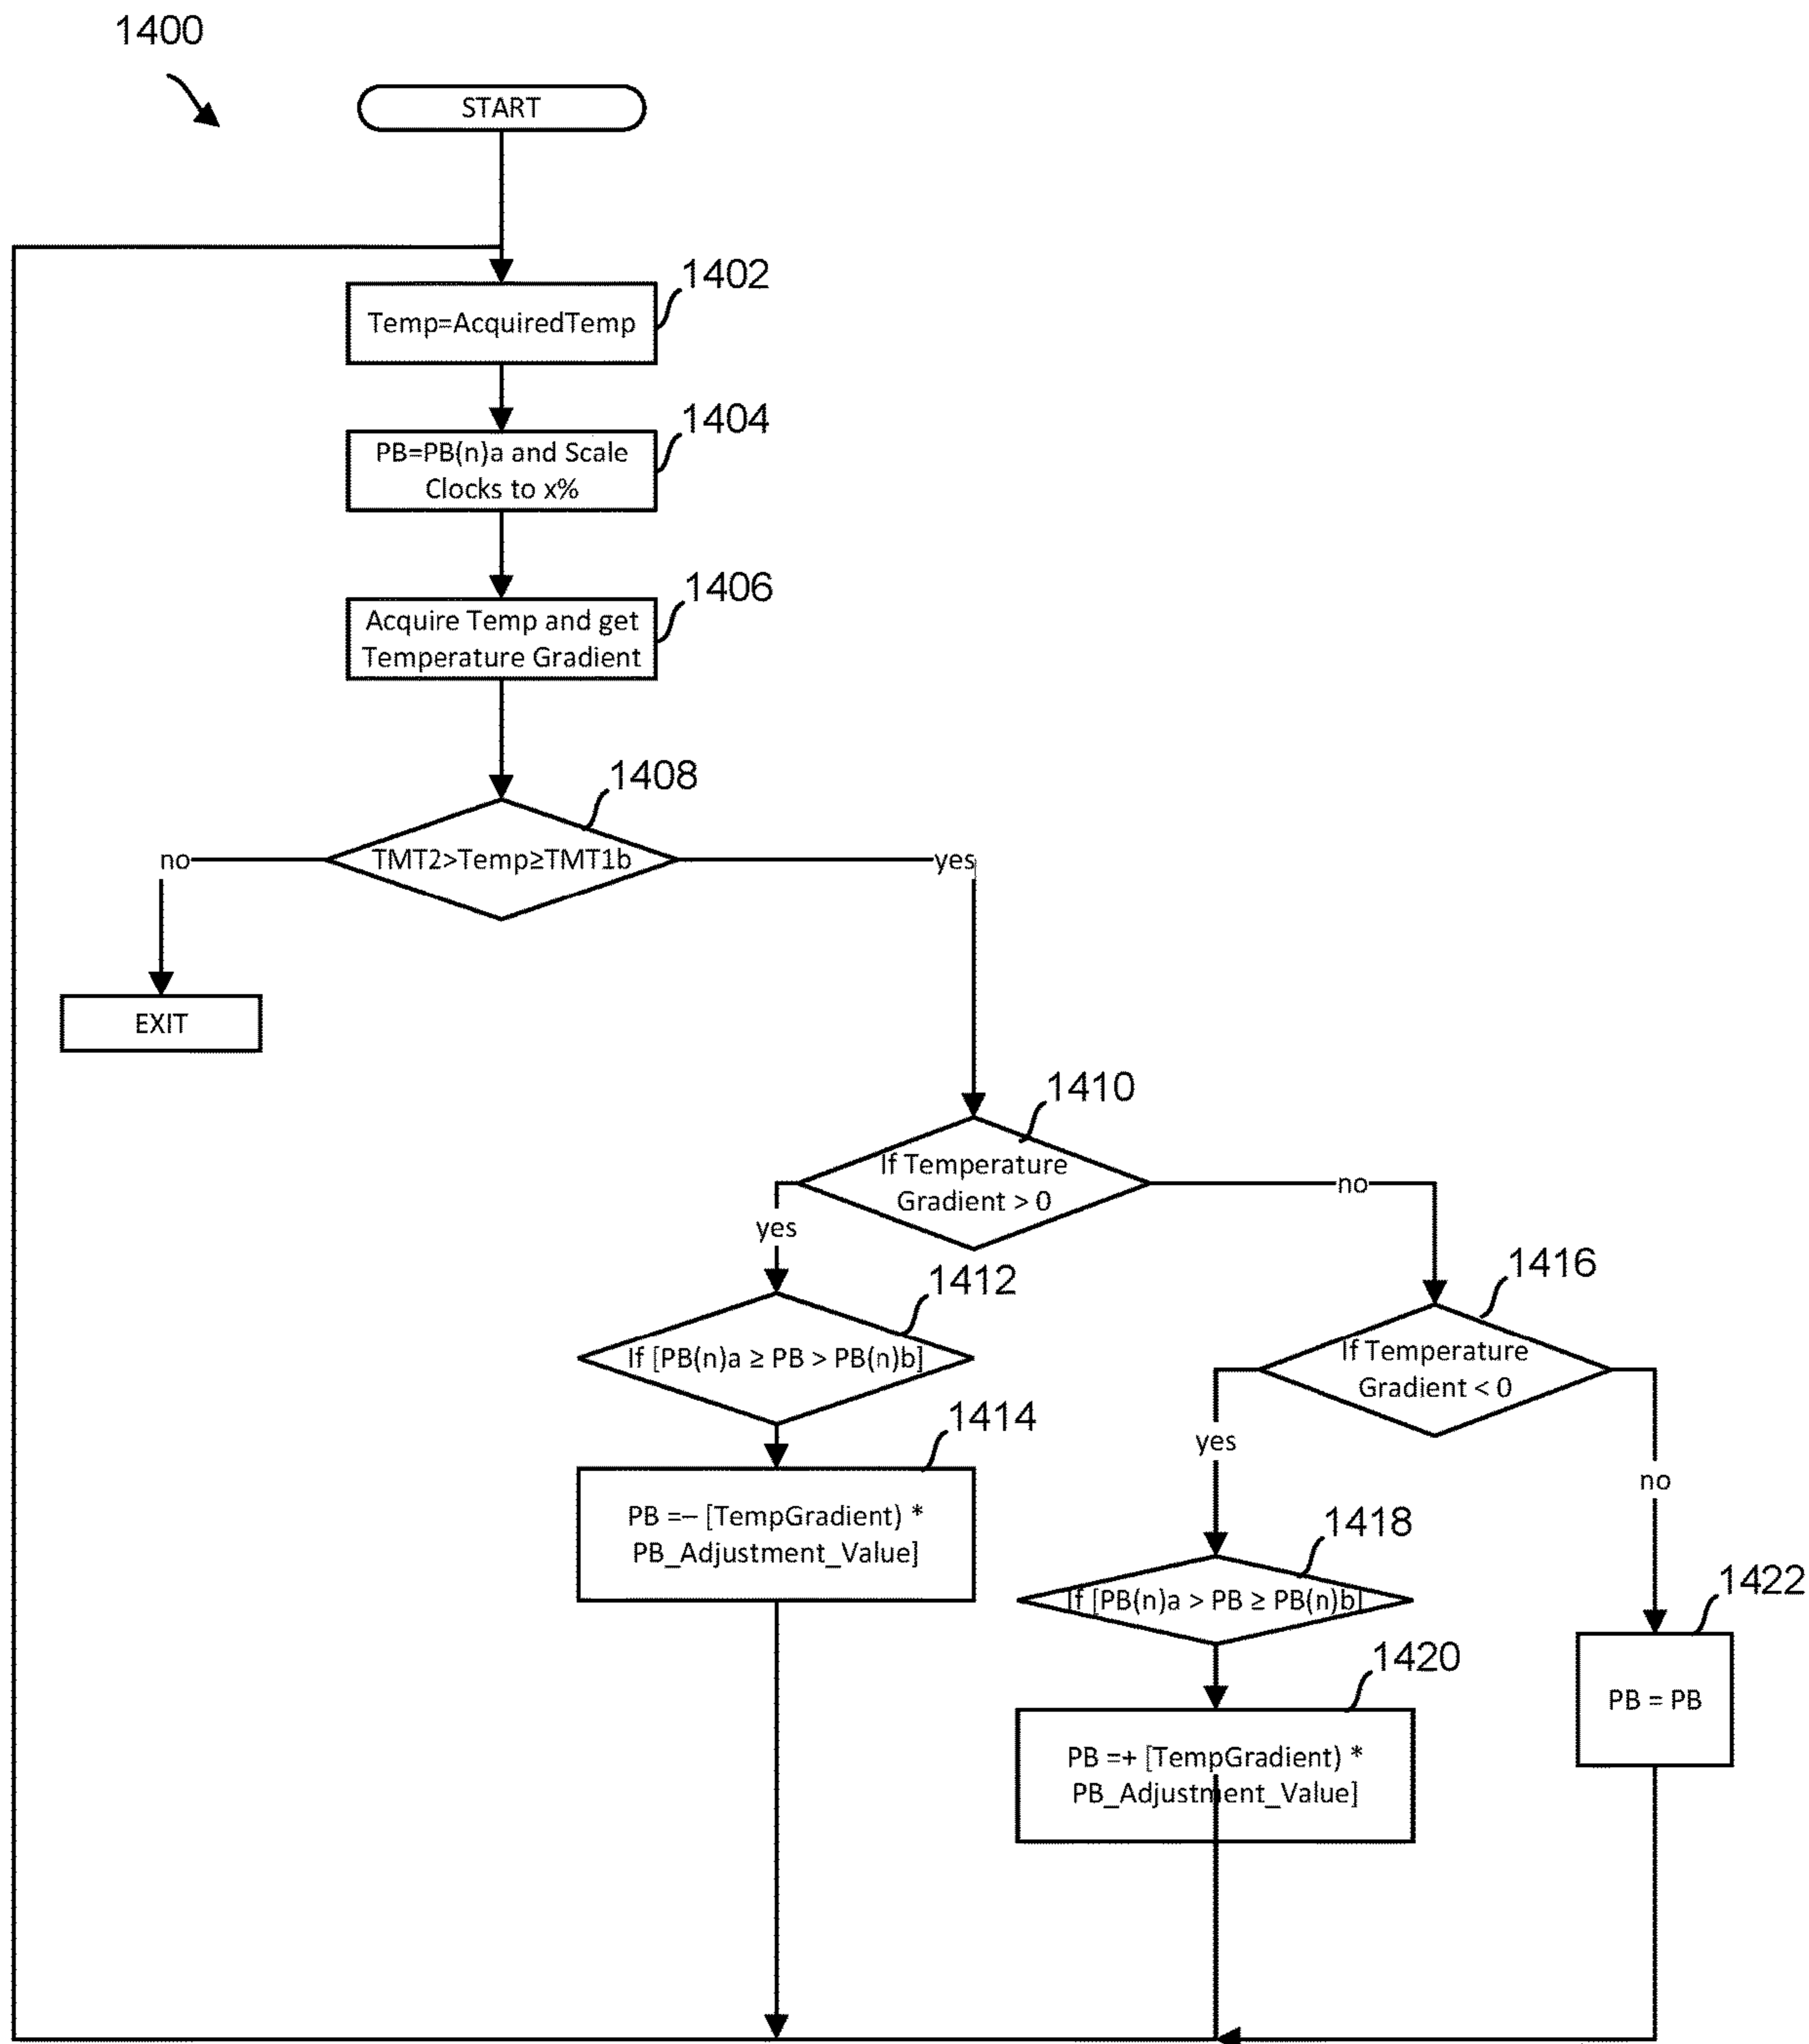 1400
START
1402
Temp=AcquiredTemp
1404
PB=PB(n)a and Scale
Clocks to x%
1406
Acquire Temp and get
Temperature Gradient
1408
no
TMT2>Temp≥TMT1b
yes
EXIT
1410
If Temperature
Gradient > 0
no
yes
1412
1416
If [PB(n)a ≥ PB > PB(n)b]
If Temperature
Gradient < 0
1414
yes
no
PB =– [TempGradient) *
PB_Adjustment_Value]
1418
If [PB(n)a > PB ≥ PB(n)b]
1422
1420
PB = PB
PB =+ [TempGradient) *
PB_Adjustment_Value]